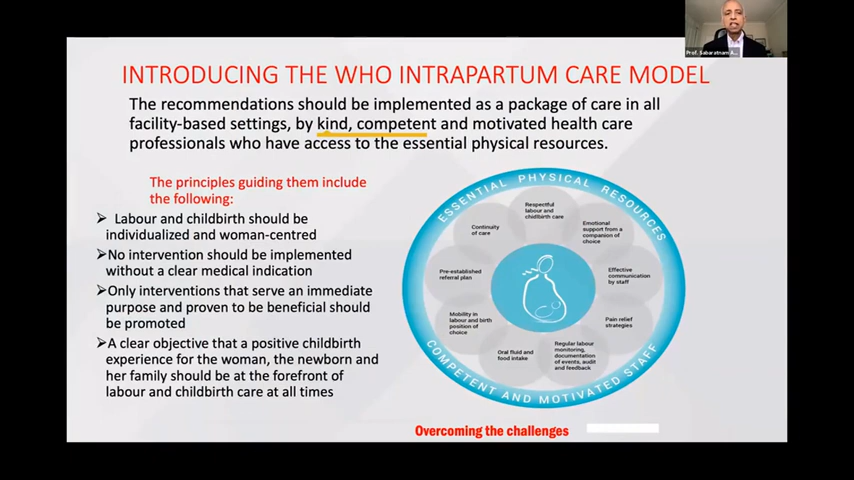 Prof. Sabaratnam A...
INTRODUCING THE WHO INTRAPARTUM CARE MODEL
The recommendations should be implemented as a package of care in all
facility-based settings, by kind, competent and motivated health care
professionals who have access to the essential physical resources.
The principles guiding them include
the following:
➢ Labour and childbirth should be
individualized and woman-centred
➢No intervention should be implemented
without a clear medical indication
➢Only interventions that serve an immediate
purpose and proven to be beneficial should
be promoted
➢A clear objective that a positive childbirth
experience for the woman, the newborn and
her family should be at the forefront of
labour and childbirth care at all times
ESSENTIAL PHYSICAL RESOURCES
Respectful
labour and
chidbirth care
Emotional
support from a
companion of
choice
Effective
communication
by staff
Pain relief
strategies
Regular labour
monitoring,
documentation
of events, audit
and feedback
Oral fluid and
food intake
Mobility in
labour and birth
position of
choice
Pre-established
referral plan
Continuity
of care
COMPETENT AND MOTIVATED STAFF
Overcoming the challenges